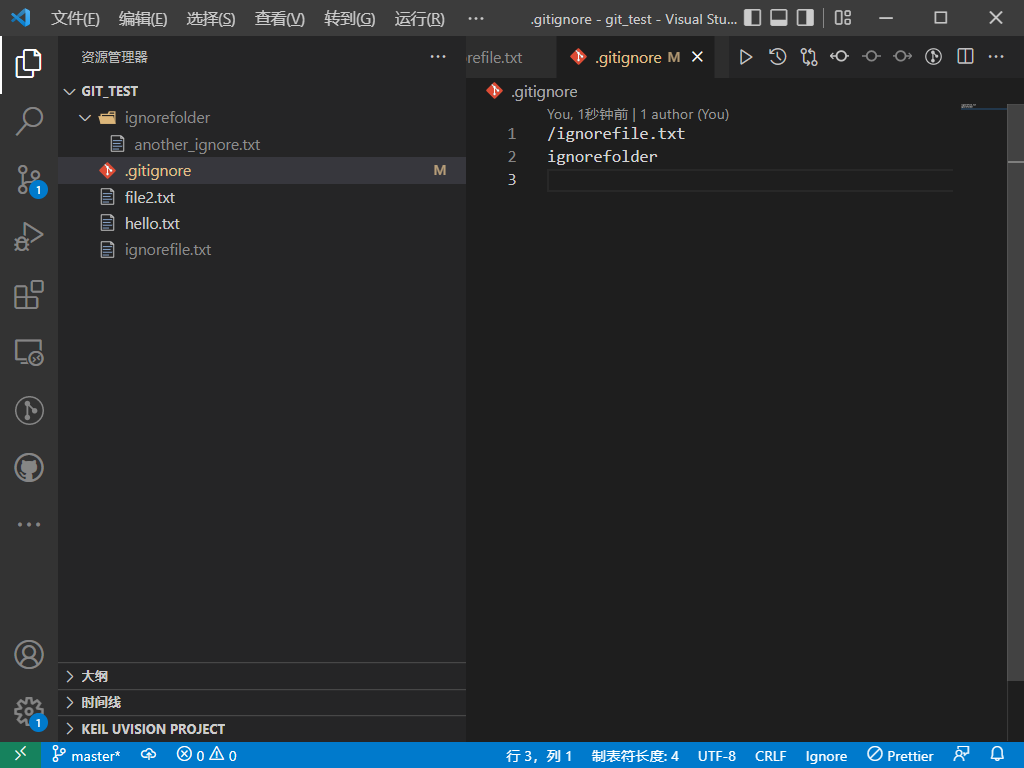 文件(F) 编辑(E) 选择(S) 查看(V) 转到(G) 运行(R) ··· .gitignore - git_test - Visual Stu...
资源管理器 ···
GIT_TEST
ignorefolder
another_ignore.txt
.gitignore M
file2.txt
hello.txt
ignorefile.txt
大纲
时间线
KEIL UVISION PROJECT
refile.txt .gitignore M
.gitignore
You, 1秒钟前 | 1 author (You)
1 /ignorefile.txt
2 ignorefolder
3
1
1
master* 0 0 行 3，列 1 制表符长度: 4 UTF-8 CRLF Ignore Prettier